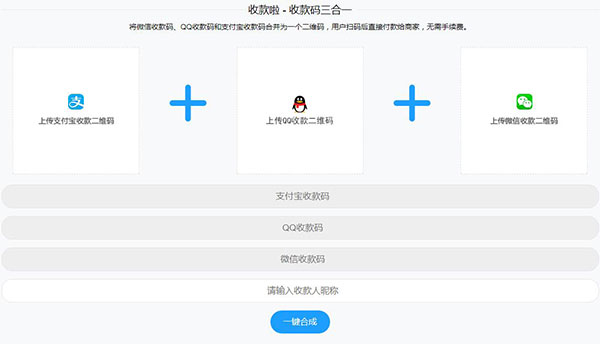 收款啦 - 收款码三合一
将微信收款码、QQ收款码和支付宝收款码合并为一个二维码，用户扫码后直接付款给商家，无需手续费。
支
上传支付宝收款二维码
上传QQ收款二维码
上传微信收款二维码
支付宝收款码
QQ收款码
微信收款码
请输入收款人昵称
一键合成